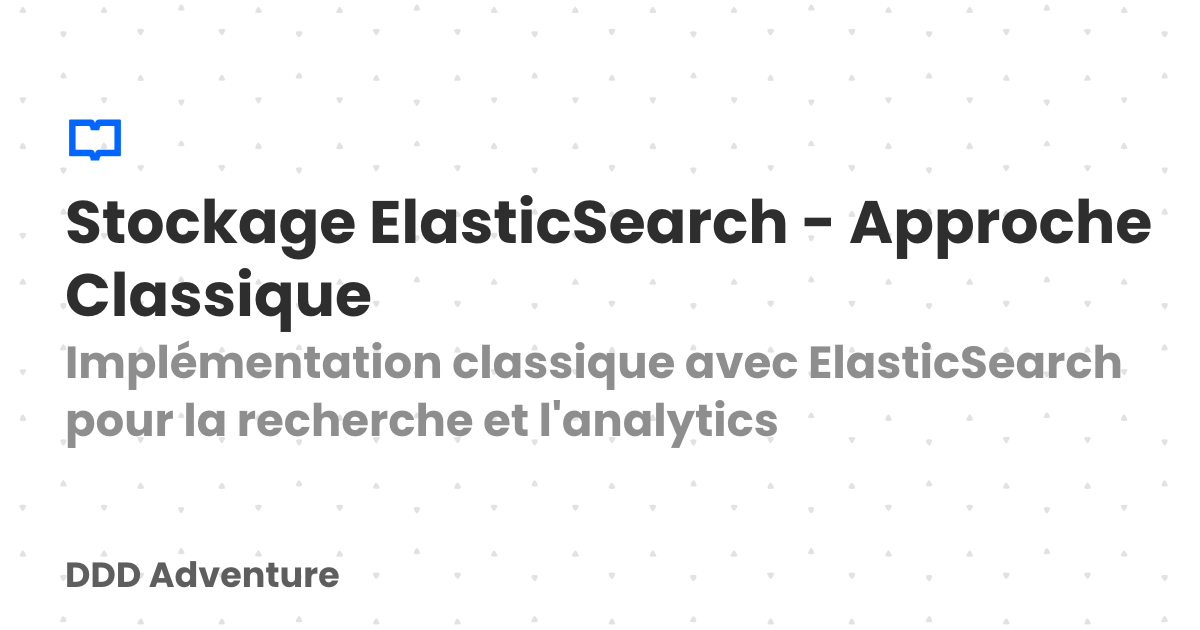 Stockage ElasticSearch - Approche
Classique
Implémentation classique avec ElasticSearch
pour la recherche et l'analytics
DDD Adventure